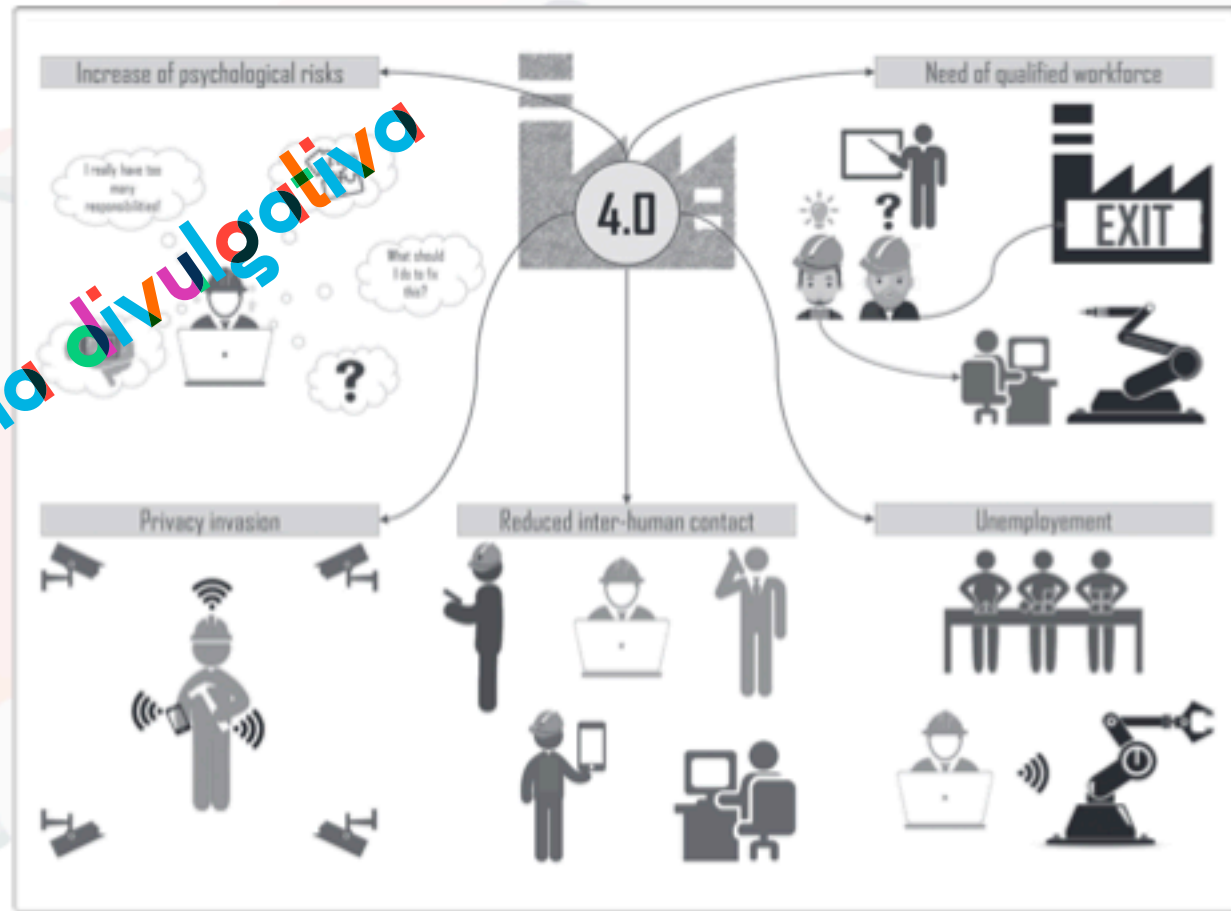 Increase of psychological risks
Need of qualified workforce
I really have too
many
responsibilities!
What should
I do to fix
this?
?
4.0
?
EXIT
divulgativa
Privacy invasion
Reduced inter-human contact
Unemployement